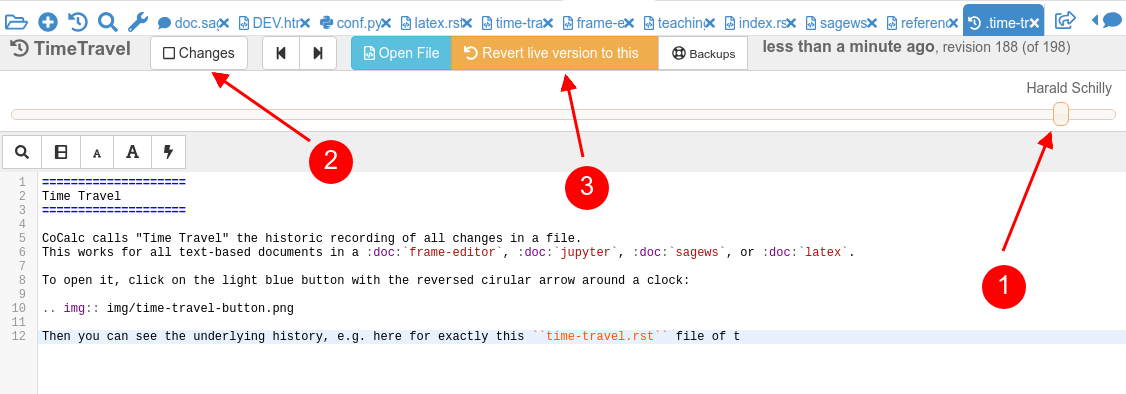 doc.sag DEV.htm conf.py latex.rst time-tra frame-e teaching index.rs sagews referenc .time-tr
TimeTravel Changes Open File Revert live version to this Backups less than a minute ago, revision 188 (of 198)
Harald Schilly
2
3
1
A A
1 ====================
2 Time Travel
3 ====================
4
5 CoCalc calls "Time Travel" the historic recording of all changes in a file.
6 This works for all text-based documents in a :doc:`frame-editor`, :doc:`jupyter`, :doc:`sagews`, or :doc:`latex`.
7
8 To open it, click on the light blue button with the reversed cirular arrow around a clock:
9
10 .. img:: img/time-travel-button.png
11
12 Then you can see the underlying history, e.g. here for exactly this ``time-travel.rst`` file of t